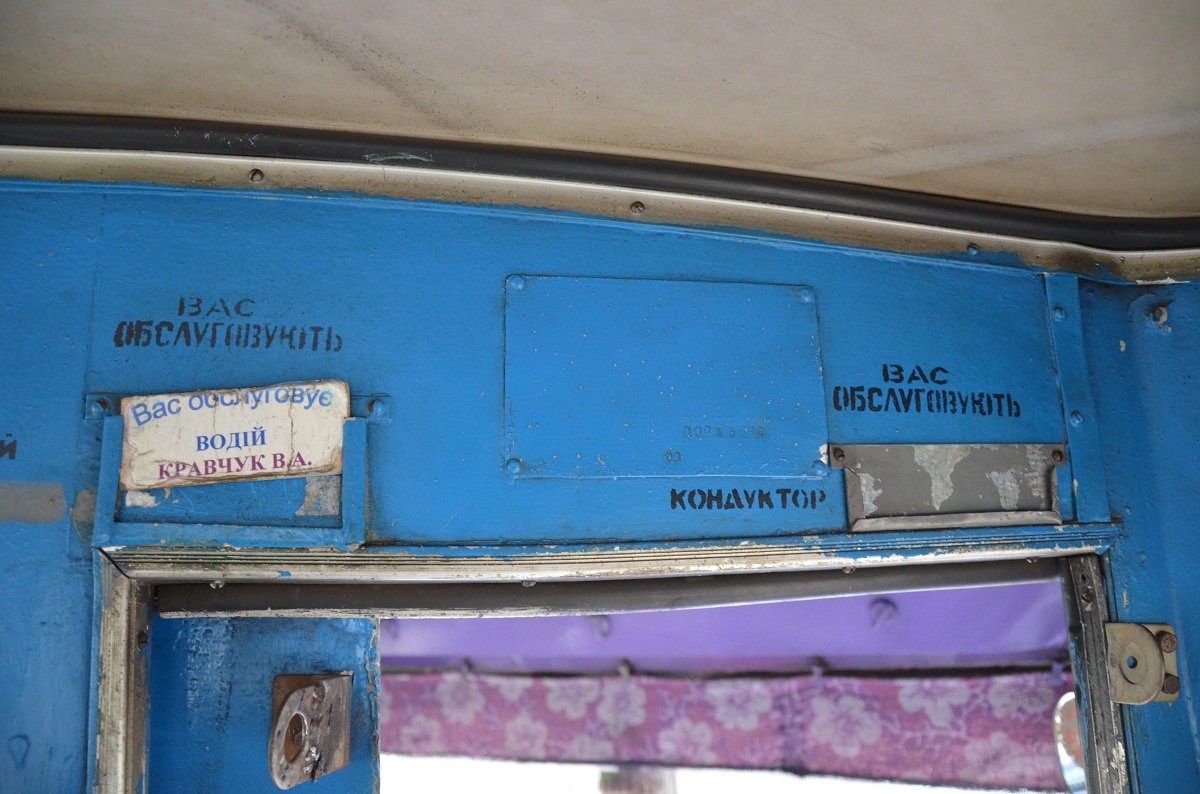 ВАС
ОБСЛУГОВУЮТЬ
Вас обслуговує
ВОДІЙ
КРАВЧУК В.А.
КОНДУКТОР
ВАС
ОБСЛУГОВУЮТЬ